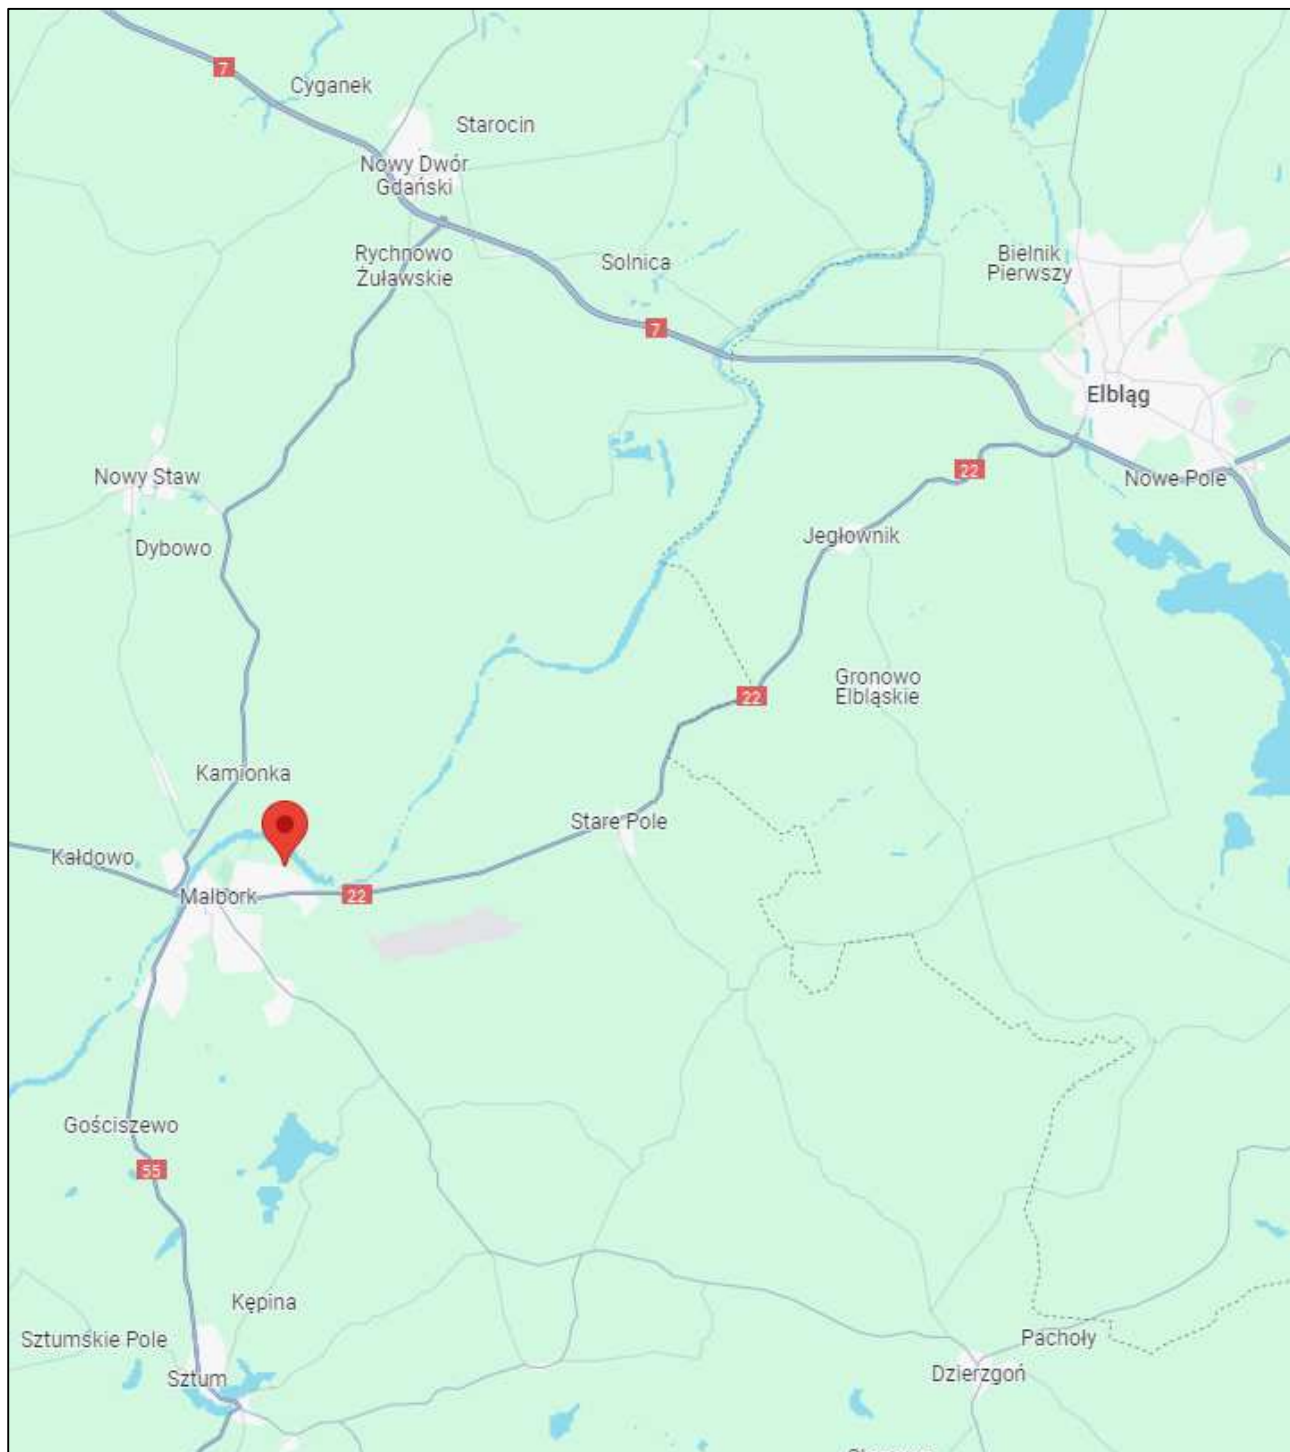 7
Cyganek
Starocin
Nowy Dwór
Gdański
Rychnowo
Żuławskie
Solnica
Bielnik
Pierwszy
7
Elbląg
22
Nowy Staw
Nowe Pole
Jegłownik
Dybowo
Gronowo
Elbląskie
22
Kamionka
Stare Pole
Kałdowo
Malbork
22
Gościszewo
55
Kępina
Sztumskie Pole
Pachoły
Sztum
Dzierzgoń